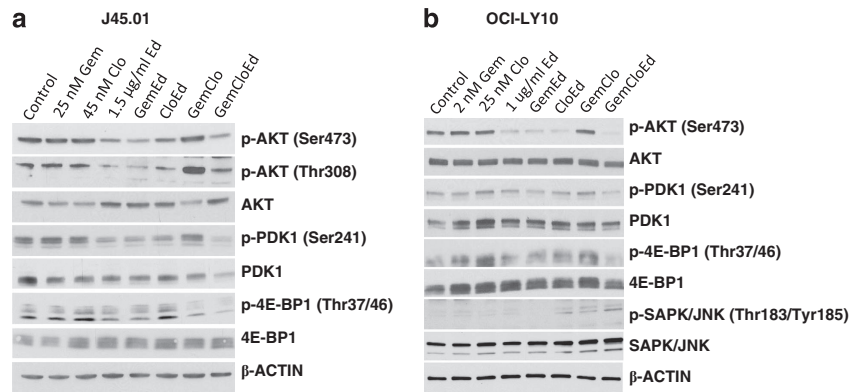 a
J45.01
Control
25 nM Gem
45 nM Clo
1.5 µg/ml Ed
GemEd
CloEd
GemClo
GemCloEd
p-AKT (Ser473)
p-AKT (Thr308)
AKT
p-PDK1 (Ser241)
PDK1
p-4E-BP1 (Thr37/46)
4E-BP1
β-ACTIN
b
OCI-LY10
Control
2 nM Gem
25 nM Clo
1 ug/ml Ed
GemEd
CloEd
GemClo
GemCloEd
p-AKT (Ser473)
AKT
p-PDK1 (Ser241)
PDK1
p-4E-BP1 (Thr37/46)
4E-BP1
p-SAPK/JNK (Thr183/Tyr185)
SAPK/JNK
β-ACTIN